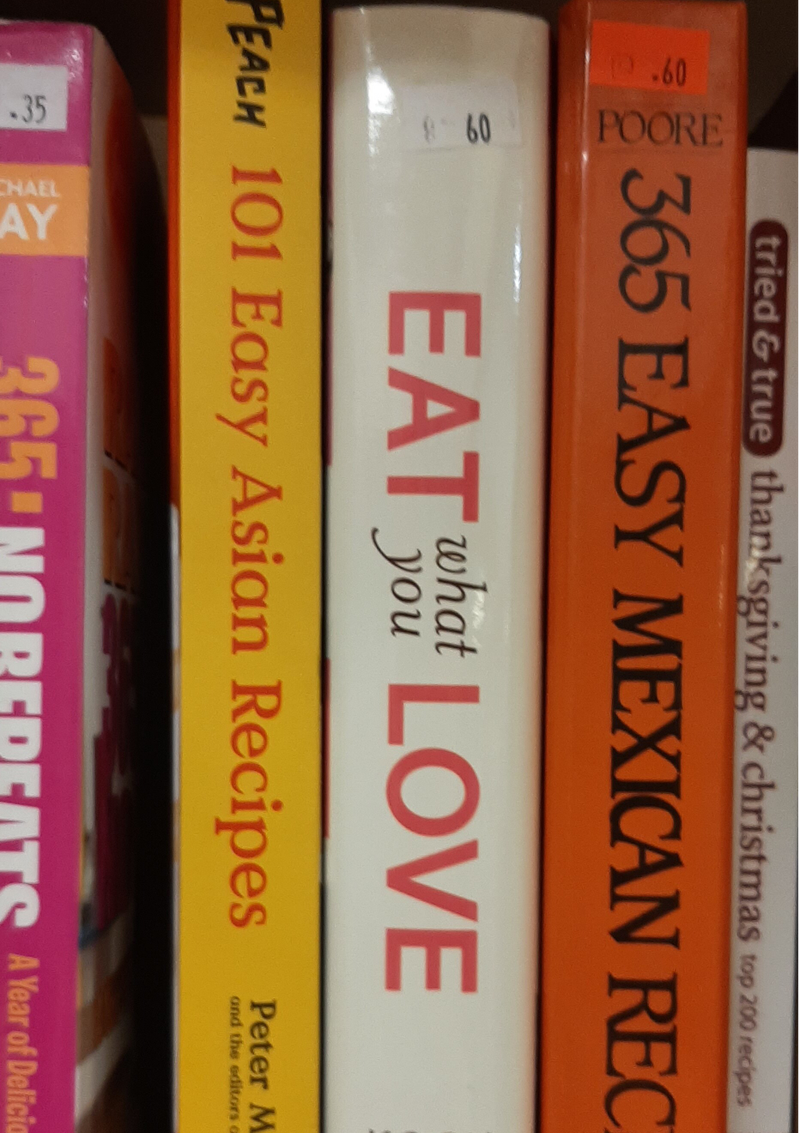 .35
CHAEL
AY
365 NO REPEATS A Year of Delicio
PEACH
101 Easy Asian Recipes
Peter M
and the editors o
60
EAT what you LOVE
.60
POORE
365 EASY MEXICAN REC
tried & true thanksgiving & christmas top 200 recipes